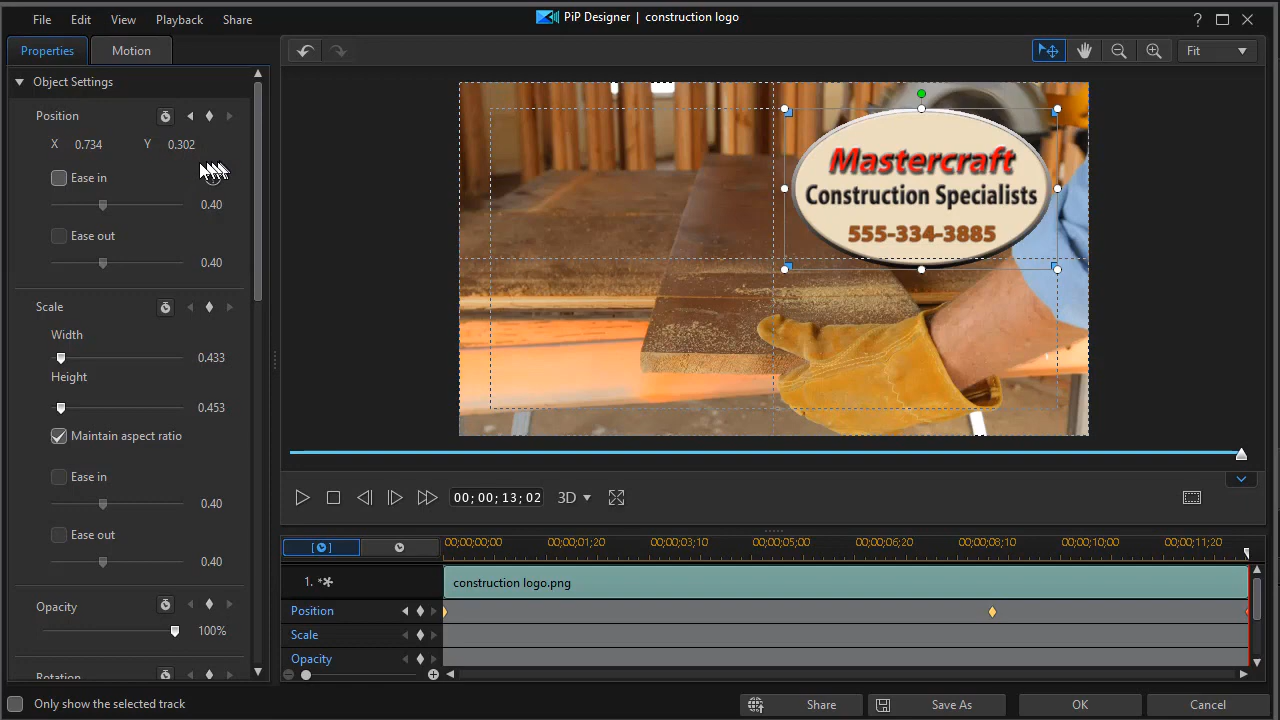 File Edit View Playback Share
PiP Designer | construction logo
?
Properties Motion
Fit
Object Settings
Position
X 0.734 Y 0.302
Ease in
0.40
Ease out
0.40
Scale
Width
0.433
Height
0.453
Maintain aspect ratio
Ease in
0.40
Ease out
0.40
Opacity
100%
Rotation
Mastercraft
Construction Specialists
555-334-3885
00; 00; 13; 02
3D
00;00;00;00 00;00;01;20 00;00;03;10 00;00;05;00 00;00;06;20 00;00;08;10 00;00;10;00 00;00;11;20
1. construction logo.png
Position
Scale
Opacity
Only show the selected track
Share Save As OK Cancel